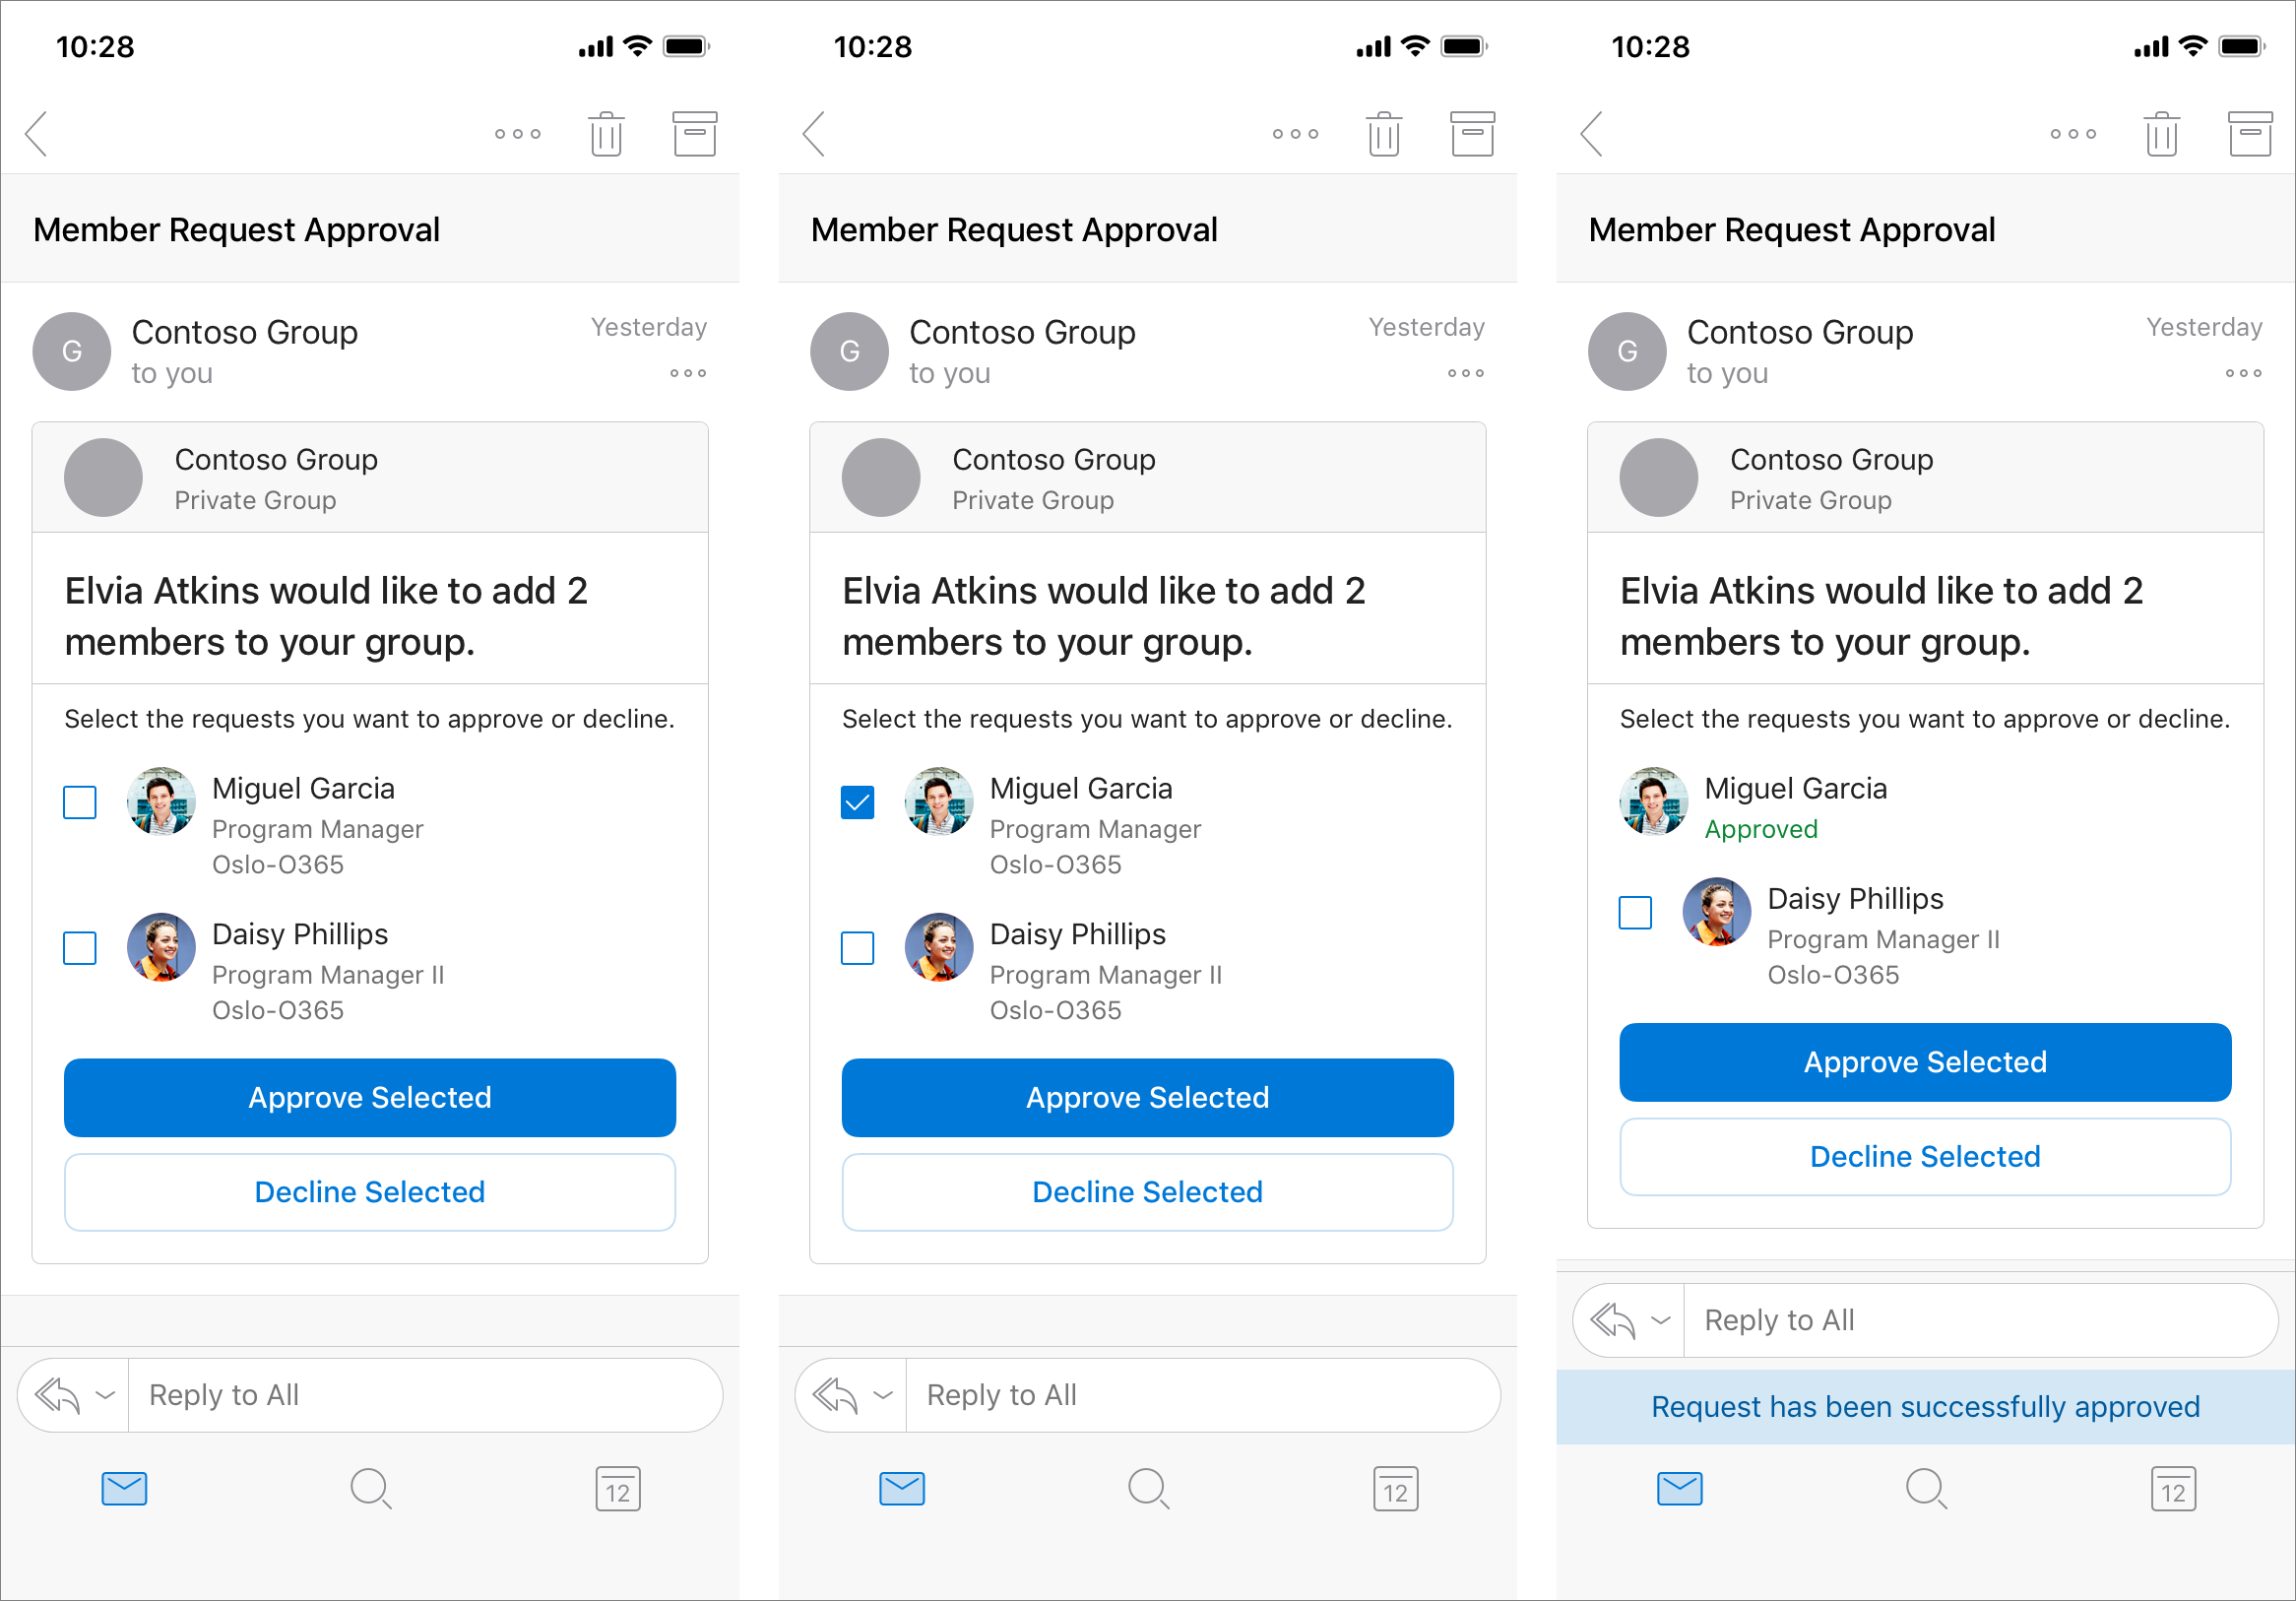 10:28
Member Request Approval
G
Contoso Group
Yesterday
to you
Contoso Group
Private Group
Elvia Atkins would like to add 2
members to your group.
Select the requests you want to approve or decline.
Miguel Garcia
Program Manager
Oslo-O365
Daisy Phillips
Program Manager II
Oslo-O365
Approve Selected
Decline Selected
Reply to All
12
10:28
Member Request Approval
G
Contoso Group
Yesterday
to you
Contoso Group
Private Group
Elvia Atkins would like to add 2
members to your group.
Select the requests you want to approve or decline.
Miguel Garcia
Program Manager
Oslo-O365
Daisy Phillips
Program Manager II
Oslo-O365
Approve Selected
Decline Selected
Reply to All
12
10:28
Member Request Approval
G
Contoso Group
Yesterday
to you
Contoso Group
Private Group
Elvia Atkins would like to add 2
members to your group.
Select the requests you want to approve or decline.
Miguel Garcia
Approved
Daisy Phillips
Program Manager II
Oslo-O365
Approve Selected
Decline Selected
Reply to All
Request has been successfully approved
12